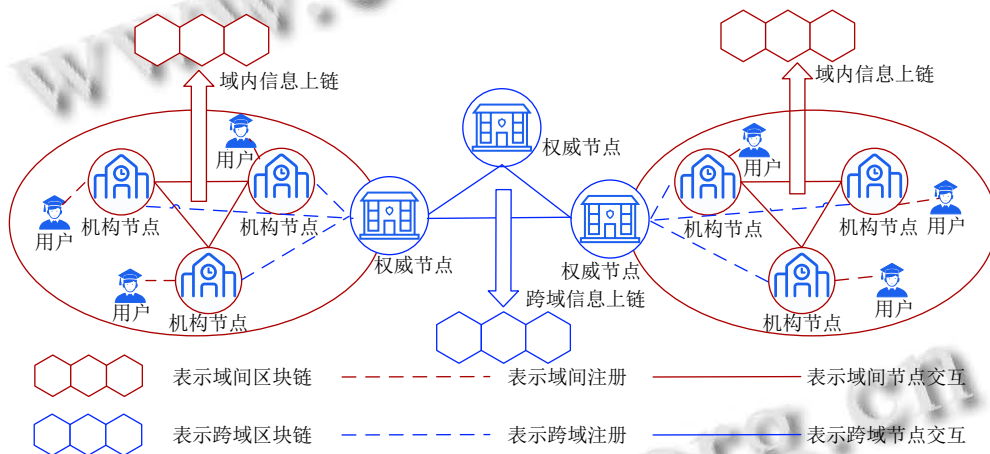 www.
域内信息上链
域内信息上链
用户
权威节点
用户
机构节点
机构节点
机构节点
机构节点
用户
用户
权威节点
权威节点
用户
机构节点
跨域信息上链
用户
机构节点
表示域间区块链
表示域间注册
表示域间节点交互
rg.cn
表示跨域区块链
表示跨域注册
表示跨域节点交互